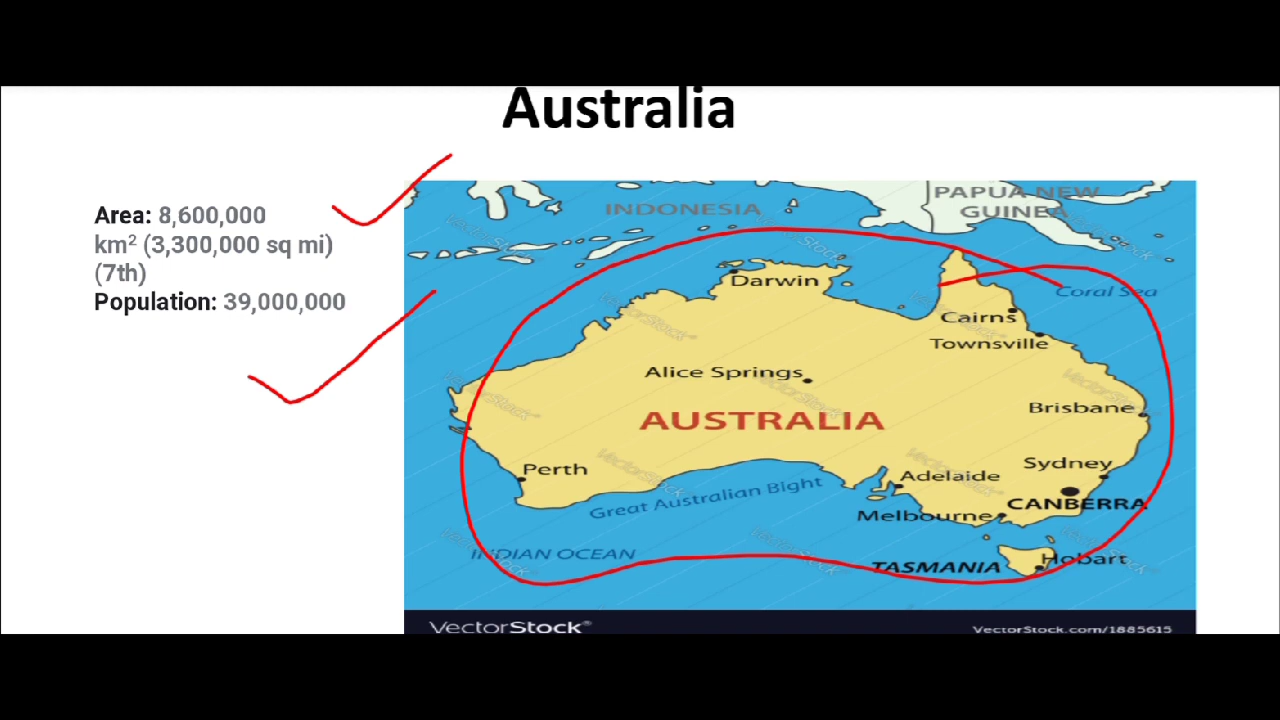 Australia
Area: 8,600,000
km² (3,300,000 sq mi)
(7th)
Population: 39,000,000
PAPUA NEW
GUINEA
INDONESIA
Darwin
Coral Sea
Cairns
Townsville
Alice Springs
Brisbane
AUSTRALIA
Sydney
Perth
Adelaide
Great Australian Bight
CANBERRA
Melbourne
INDIAN OCEAN
Hobart
TASMANIA
VectorStock®
VectorStock.com/1885615